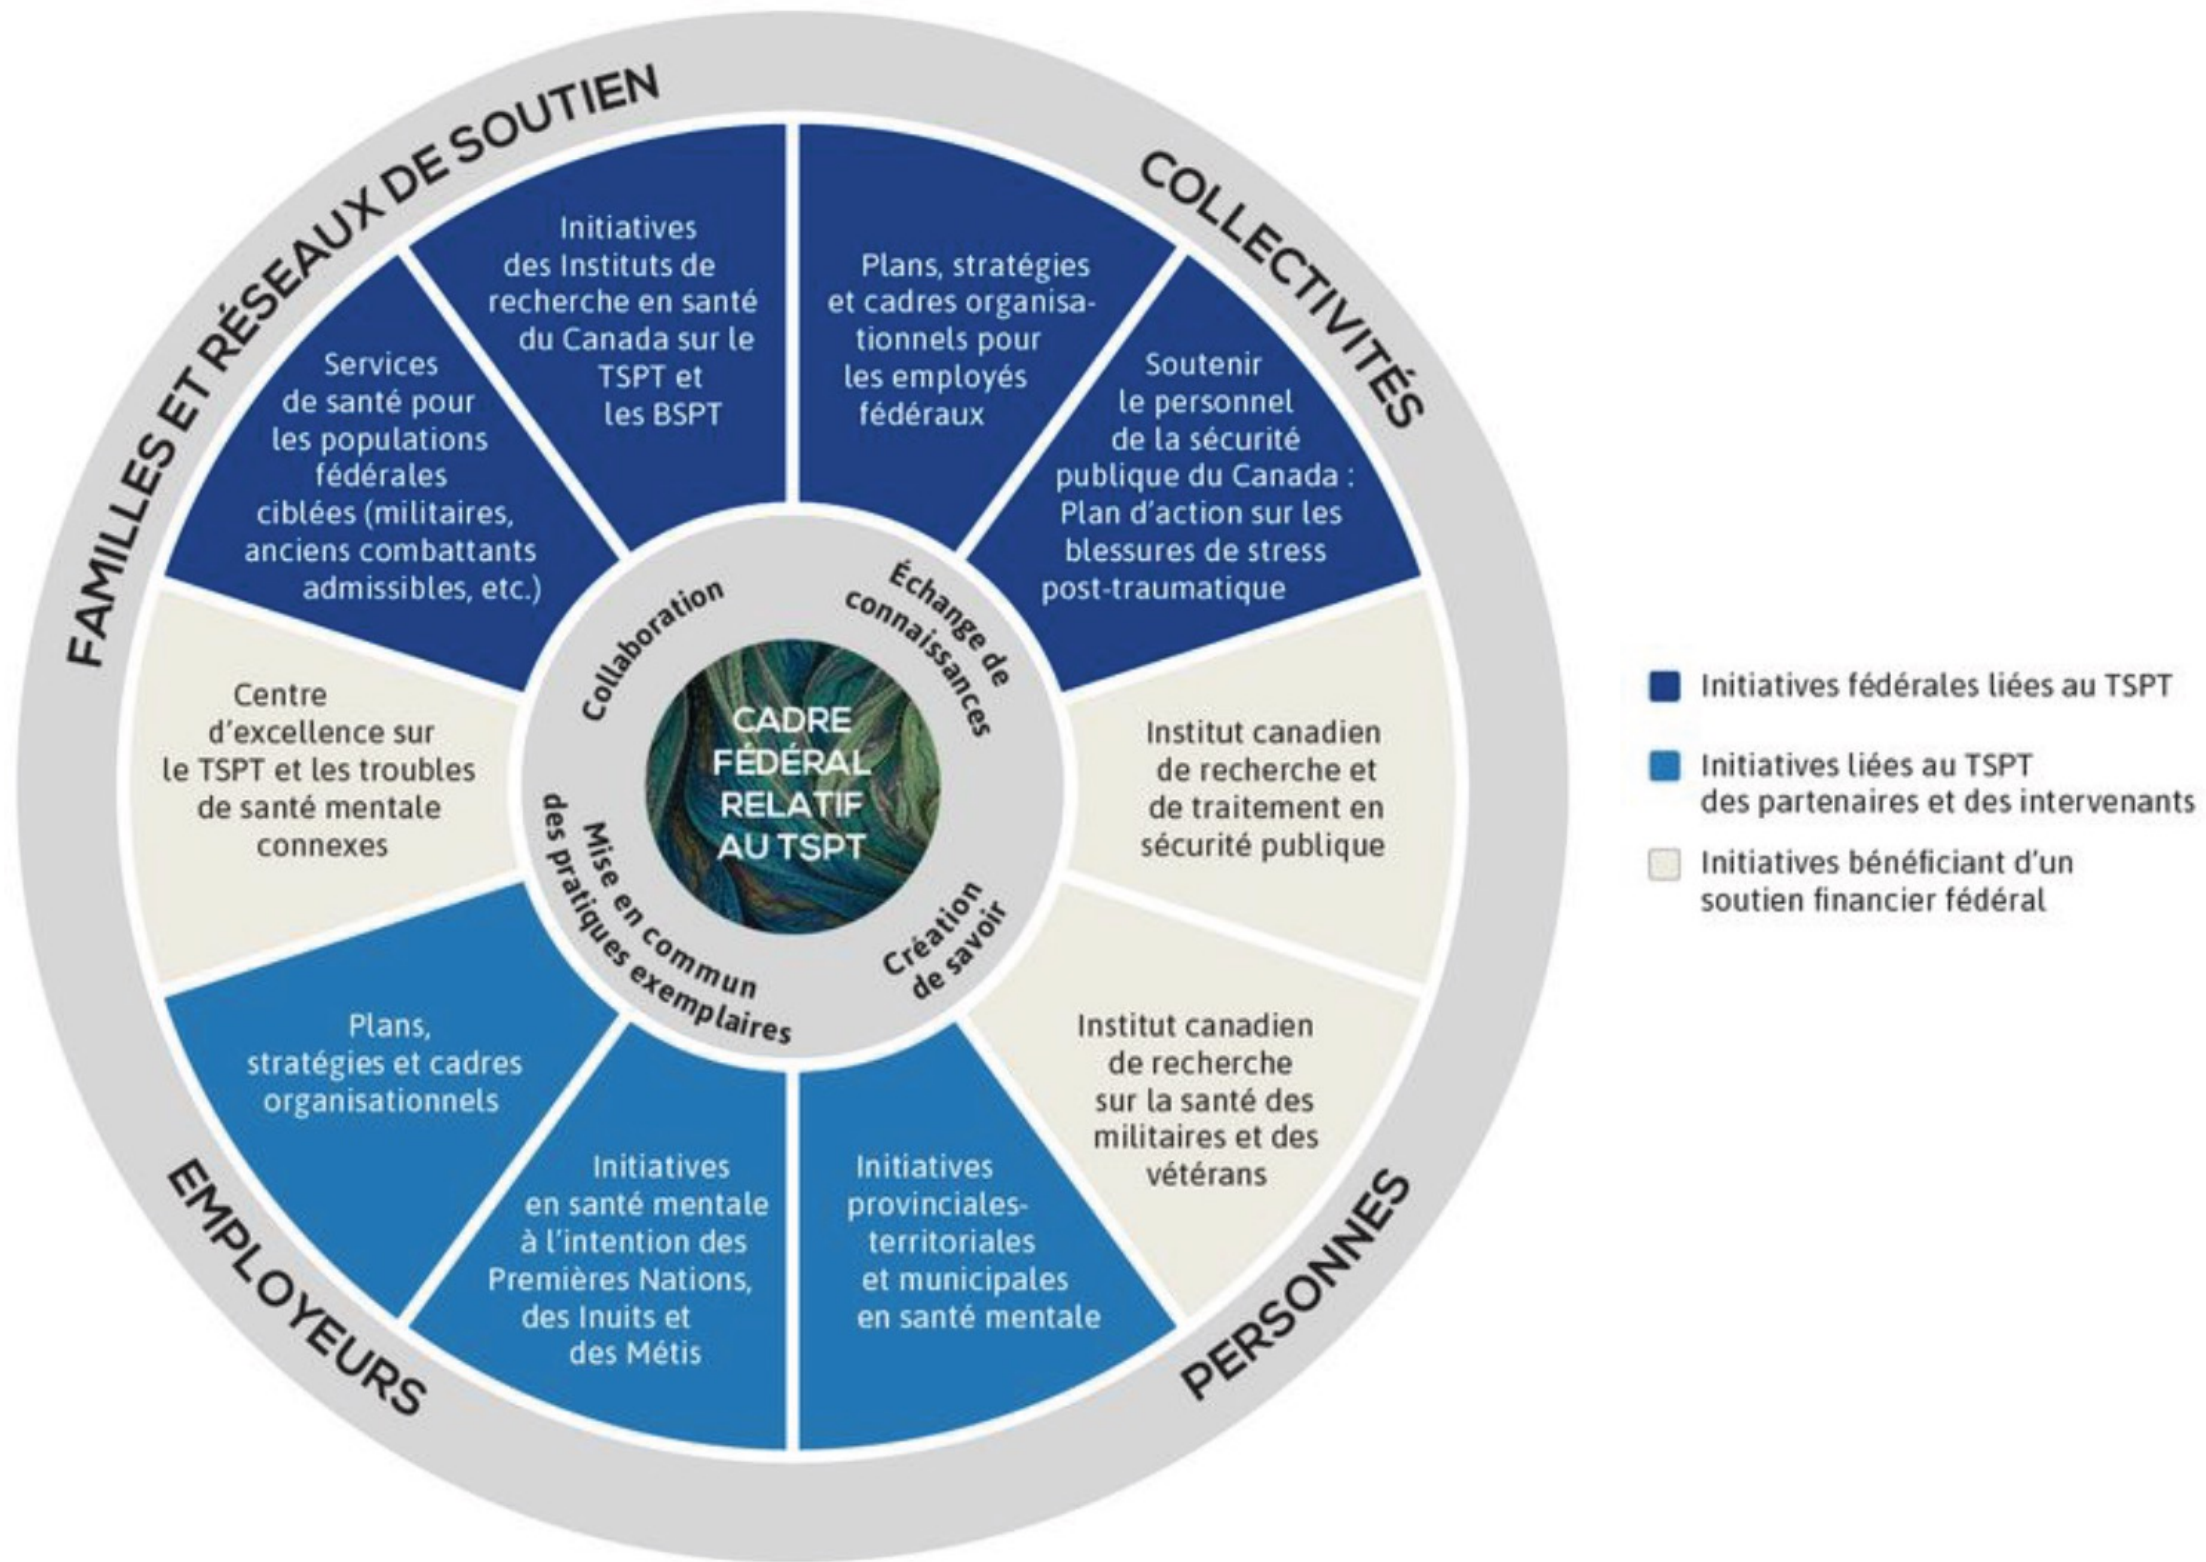 FAMILLES ET RÉSEAUX DE SOUTIEN
COLLECTIVITÉS
PERSONNES
EMPLOYEURS
Initiatives
des Instituts de
recherche en santé
du Canada sur le
TSPT et
les BSPT
Plans, stratégies
et cadres organisa-
tionnels pour
les employés
fédéraux
Soutenir
le personnel
de la sécurité
publique du Canada :
Plan d'action sur les
blessures de stress
post-traumatique
Institut canadien
de recherche et
de traitement en
sécurité publique
Institut canadien
de recherche
sur la santé des
militaires et des
vétérans
Initiatives
provinciales-
territoriales
et municipales
en santé mentale
Initiatives
en santé mentale
à l'intention des
Premières Nations,
des Inuits et
des Métis
Plans,
stratégies et cadres
organisationnels
Centre
d'excellence sur
le TSPT et les troubles
de santé mentale
connexes
Services
de santé pour
les populations
fédérales
ciblées (militaires,
anciens combattants
admissibles, etc.)
Collaboration
Échange de
connaissances
Création
de savoir
Mise en commun
des pratiques exemplaires
CADRE
FÉDÉRAL
RELATIF
AU TSPT
Initiatives fédérales liées au TSPT
Initiatives liées au TSPT
des partenaires et des intervenants
Initiatives bénéficiant d'un
soutien financier fédéral